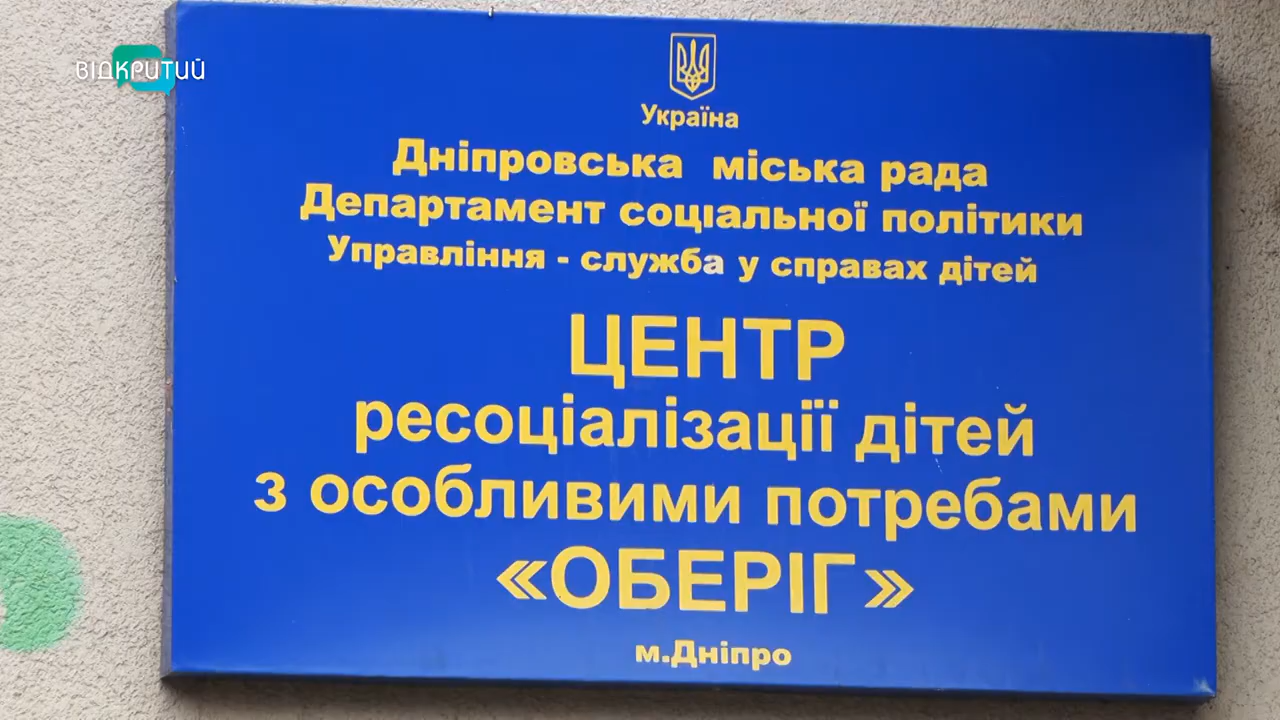 ВІДКРИТИЙ
Україна
Дніпровська міська рада
Департамент соціальної політики
Управління - служба у справах дітей
ЦЕНТР
ресоціалізації дітей
з особливими потребами
«ОБЕРІГ»
м.Дніпро